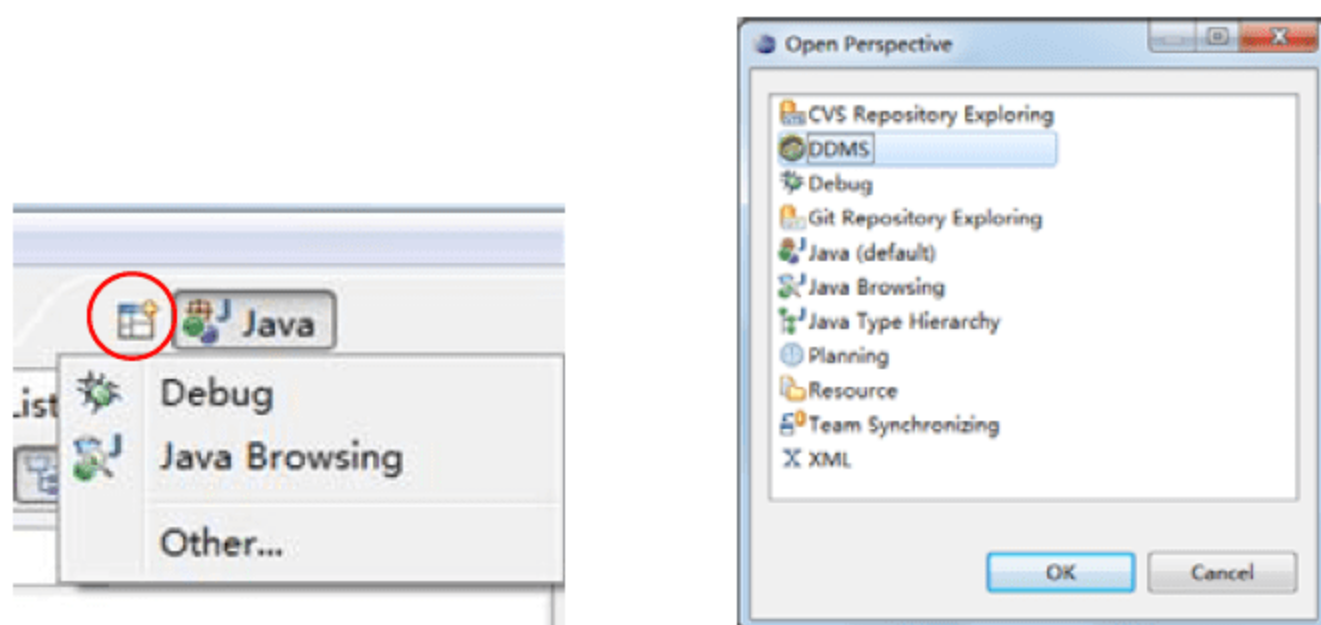 Java
List
Debug
Java Browsing
Other...
Open Perspective
CVS Repository Exploring
DDMS
Debug
Git Repository Exploring
Java (default)
Java Browsing
Java Type Hierarchy
Planning
Resource
Team Synchronizing
XML
OK
Cancel